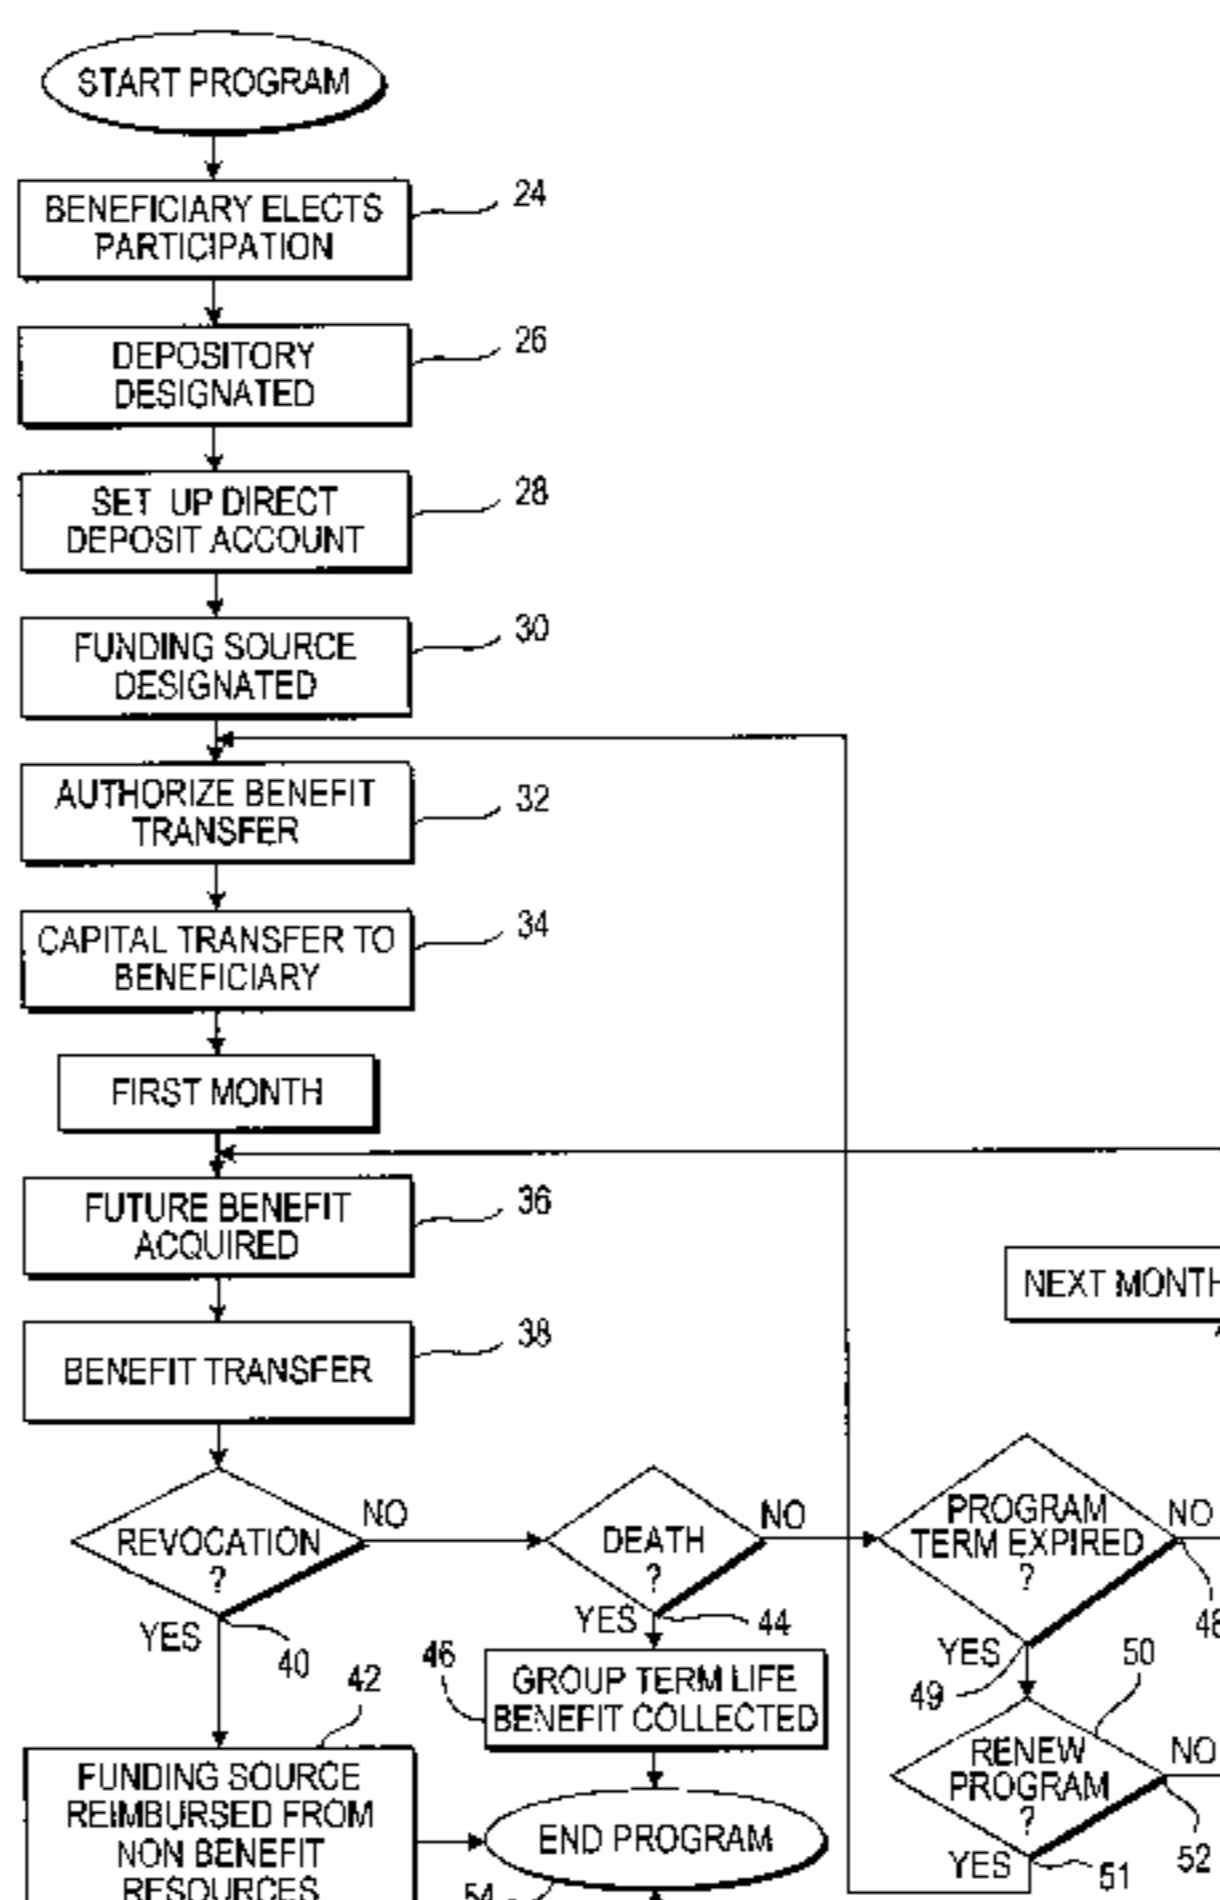 START PROGRAM
BENEFICIARY ELECTS
PARTICIPATION
24
DEPOSITORY
DESIGNATED
26
SET UP DIRECT
DEPOSIT ACCOUNT
28
FUNDING SOURCE
DESIGNATED
30
AUTHORIZE BENEFIT
TRANSFER
32
CAPITAL TRANSFER TO
BENEFICIARY
34
FIRST MONTH
FUTURE BENEFIT
ACQUIRED
36
NEXT MONTH
BENEFIT TRANSFER
38
REVOCATION
?
NO
YES
40
DEATH
?
NO
YES
44
PROGRAM
TERM EXPIRED
?
NO
48
YES
49
42
46
GROUP TERM LIFE
BENEFIT COLLECTED
50
RENEW
PROGRAM
?
NO
52
YES
51
FUNDING SOURCE
REIMBURSED FROM
NON BENEFIT
RESOURCES
END PROGRAM
54